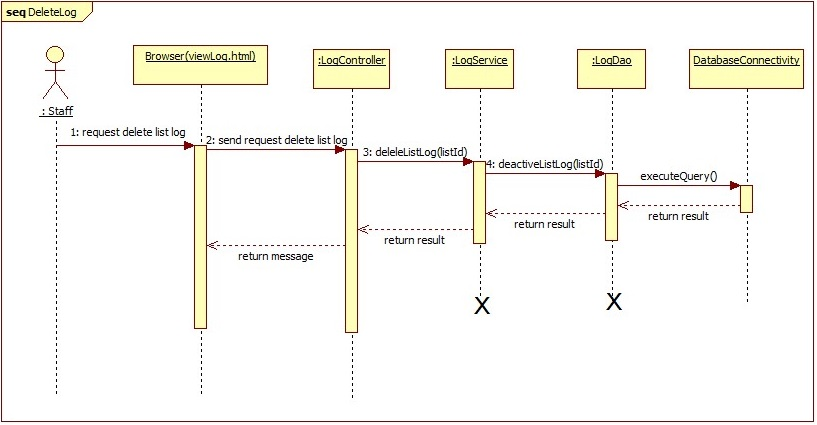 seq DeleteLog
Browser(viewLog.html)
:LogController
:LogService
:LogDao
DatabaseConnectivity
: Staff
1: request delete list log
2: send request delete list log
3: deleleListLog(listId)
4: deactiveListLog(listId)
executeQuery()
return result
return result
return result
return message
X
X